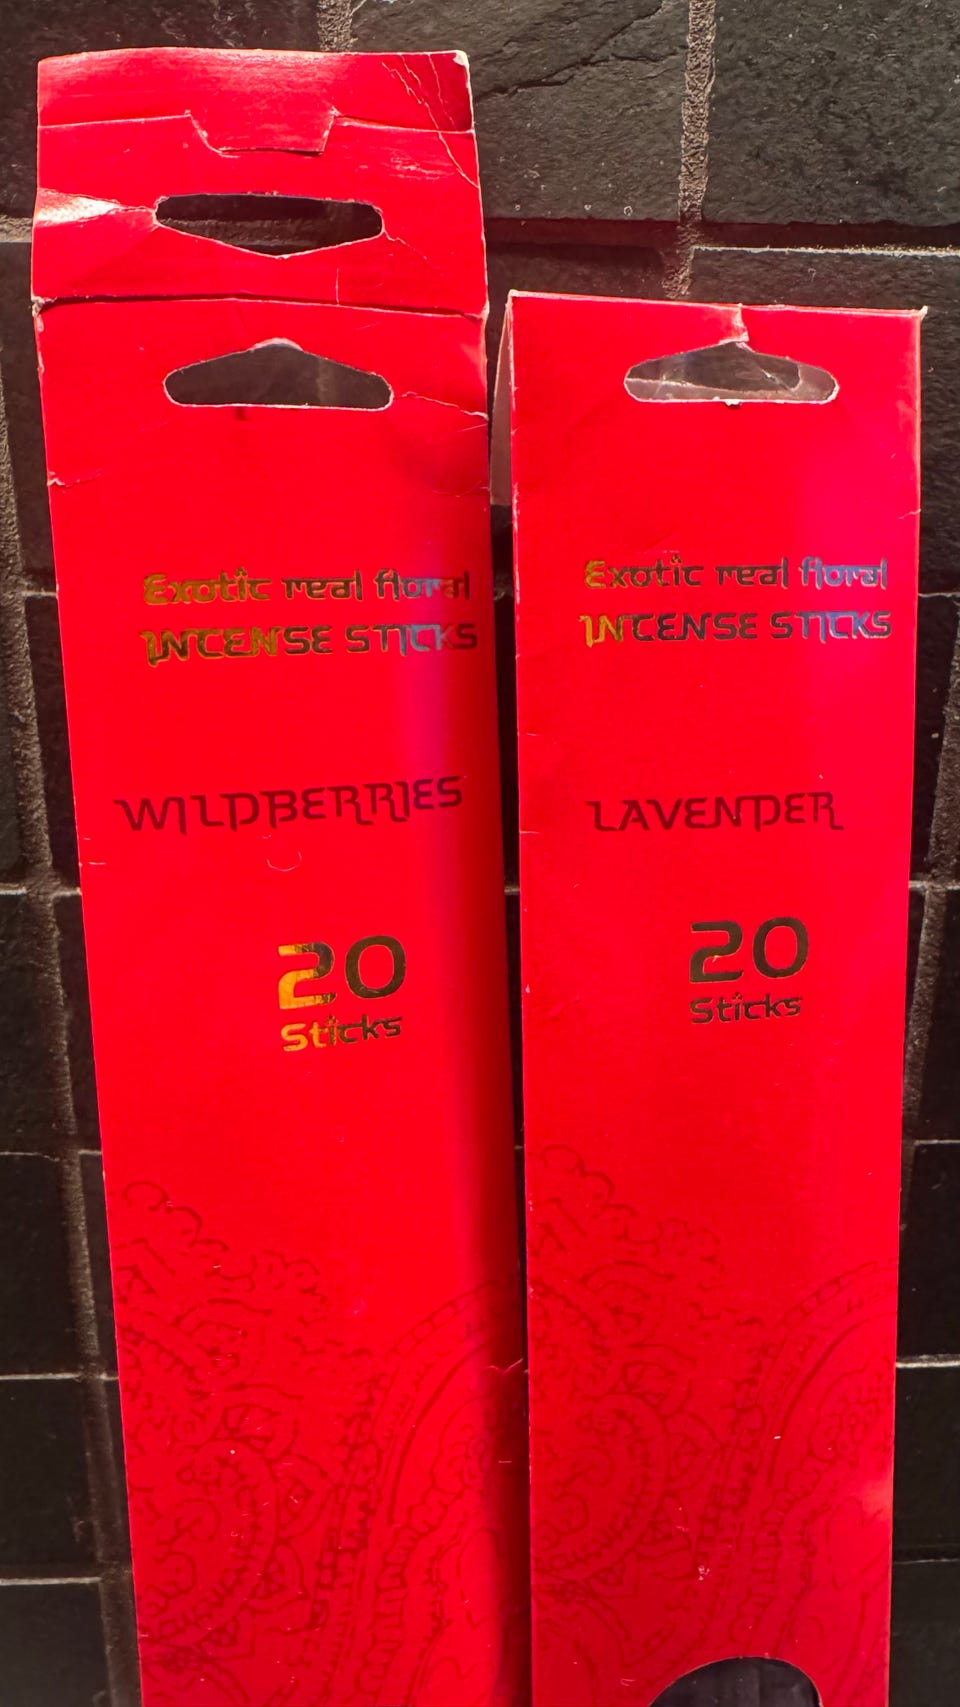 Exotic real floral
INCENSE STICKS
WILDBERRIES
20
Sticks
Exotic real floral
INCENSE STICKS
LAVENDER
20
Sticks